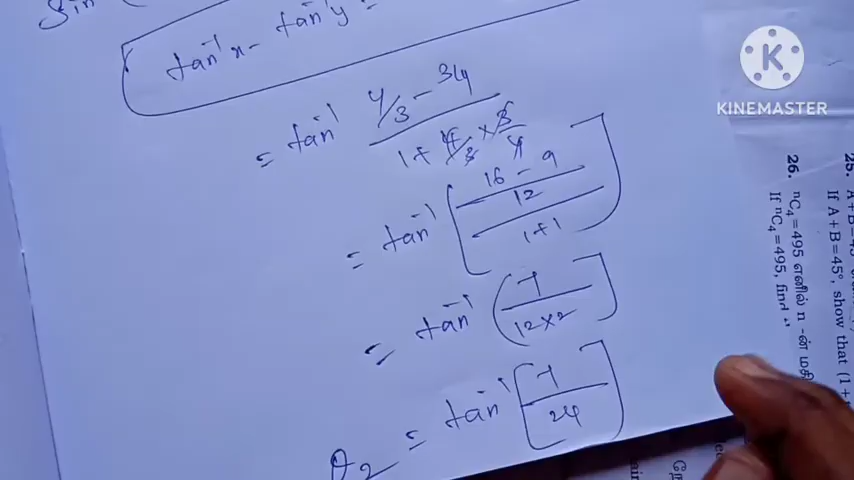 Sin
tan⁻¹x - tan⁻¹y =
= tan⁻¹ (4/3 - 3/4) / (1 + 4/3 × 3/4)
= tan⁻¹ [((16 - 9)/12) / (1+1)]
= tan⁻¹ (7 / 12×2)
θ2 = tan⁻¹ [7/24]
KINEMASTER
25.
If A+B=45°, show that (1+
26. ⁿC₄=495 எனில் n -ன் மதி
If ⁿC₄=495, find